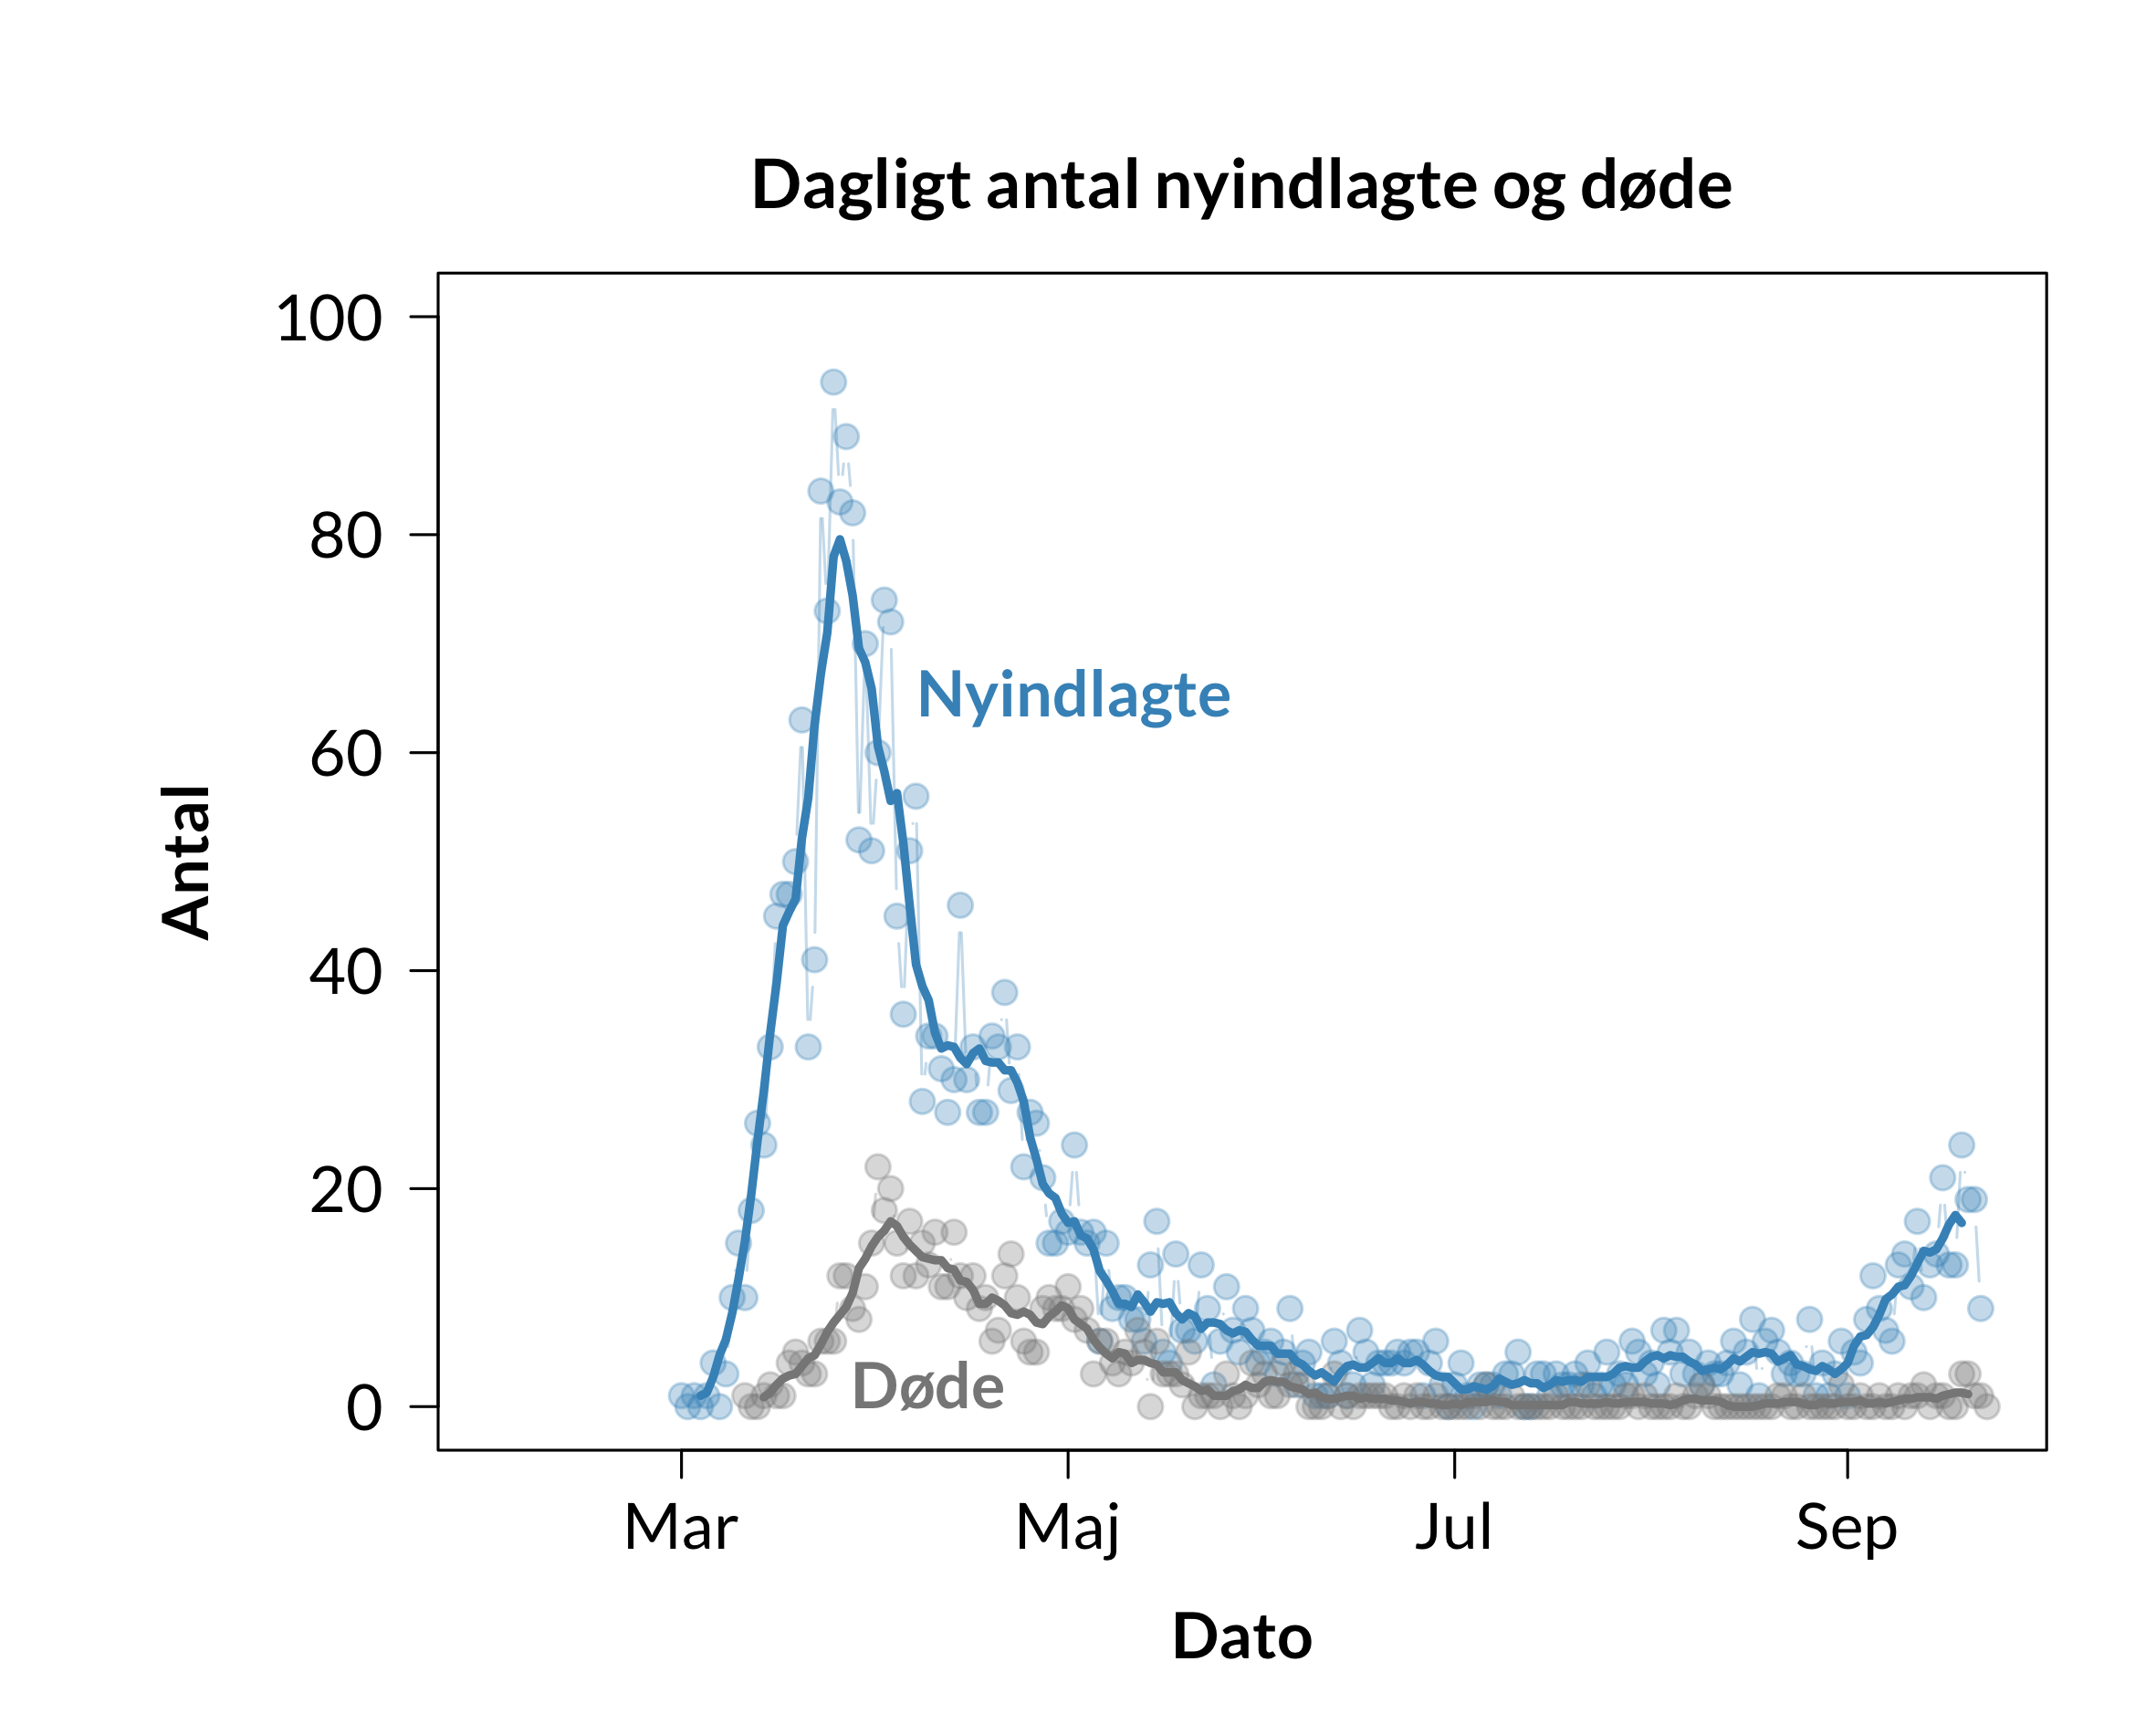 Dagligt antal nyindlagte og døde
100
80
60
40
20
0
Antal
Nyindlagte
Døde
Mar
Maj
Jul
Sep
Dato